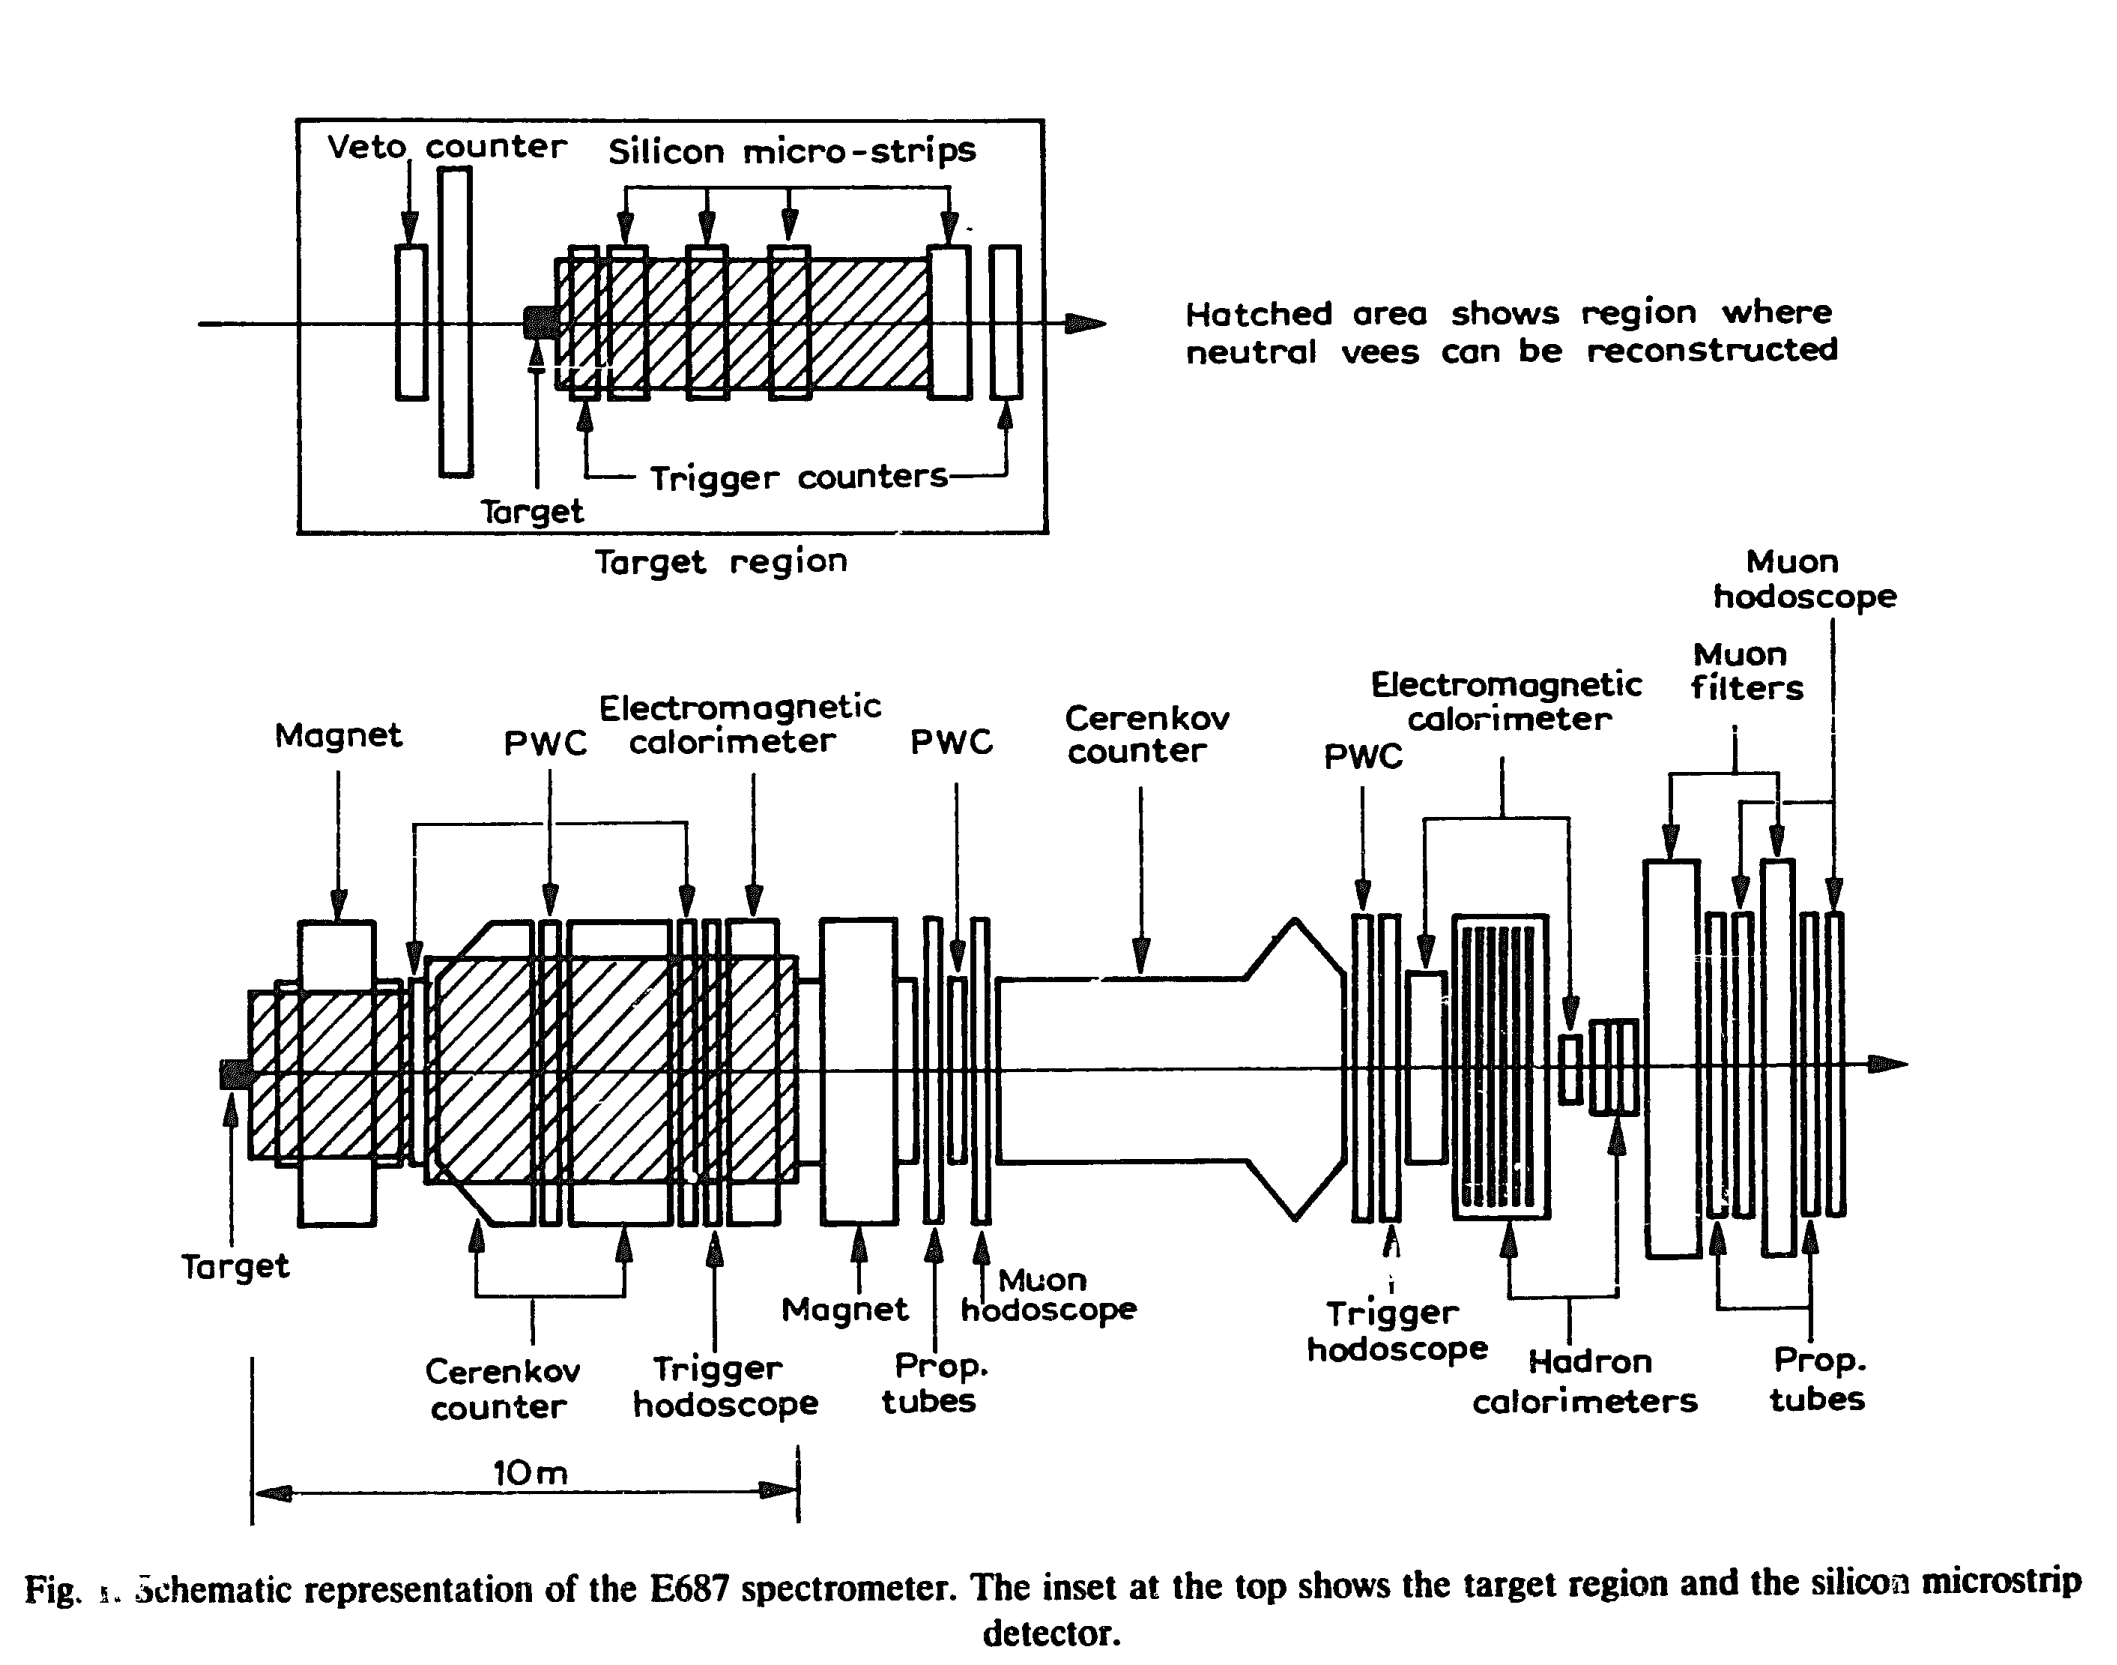 Veto counter
Silicon micro-strips
Hatched area shows region where
neutral vees can be reconstructed
Trigger counters
Target
Target region
Muon
hodoscope
Muon
filters
Electromagnetic
calorimeter
Electromagnetic
calorimeter
Magnet
PWC
PWC
Cerenkov
counter
PWC
Target
Magnet
Muon
hodoscope
Trigger
hodoscope
Cerenkov
counter
Trigger
hodoscope
Prop.
tubes
Hadron
calorimeters
Prop.
tubes
10m
Fig. 1. Schematic representation of the E687 spectrometer. The inset at the top shows the target region and the silicon microstrip
detector.